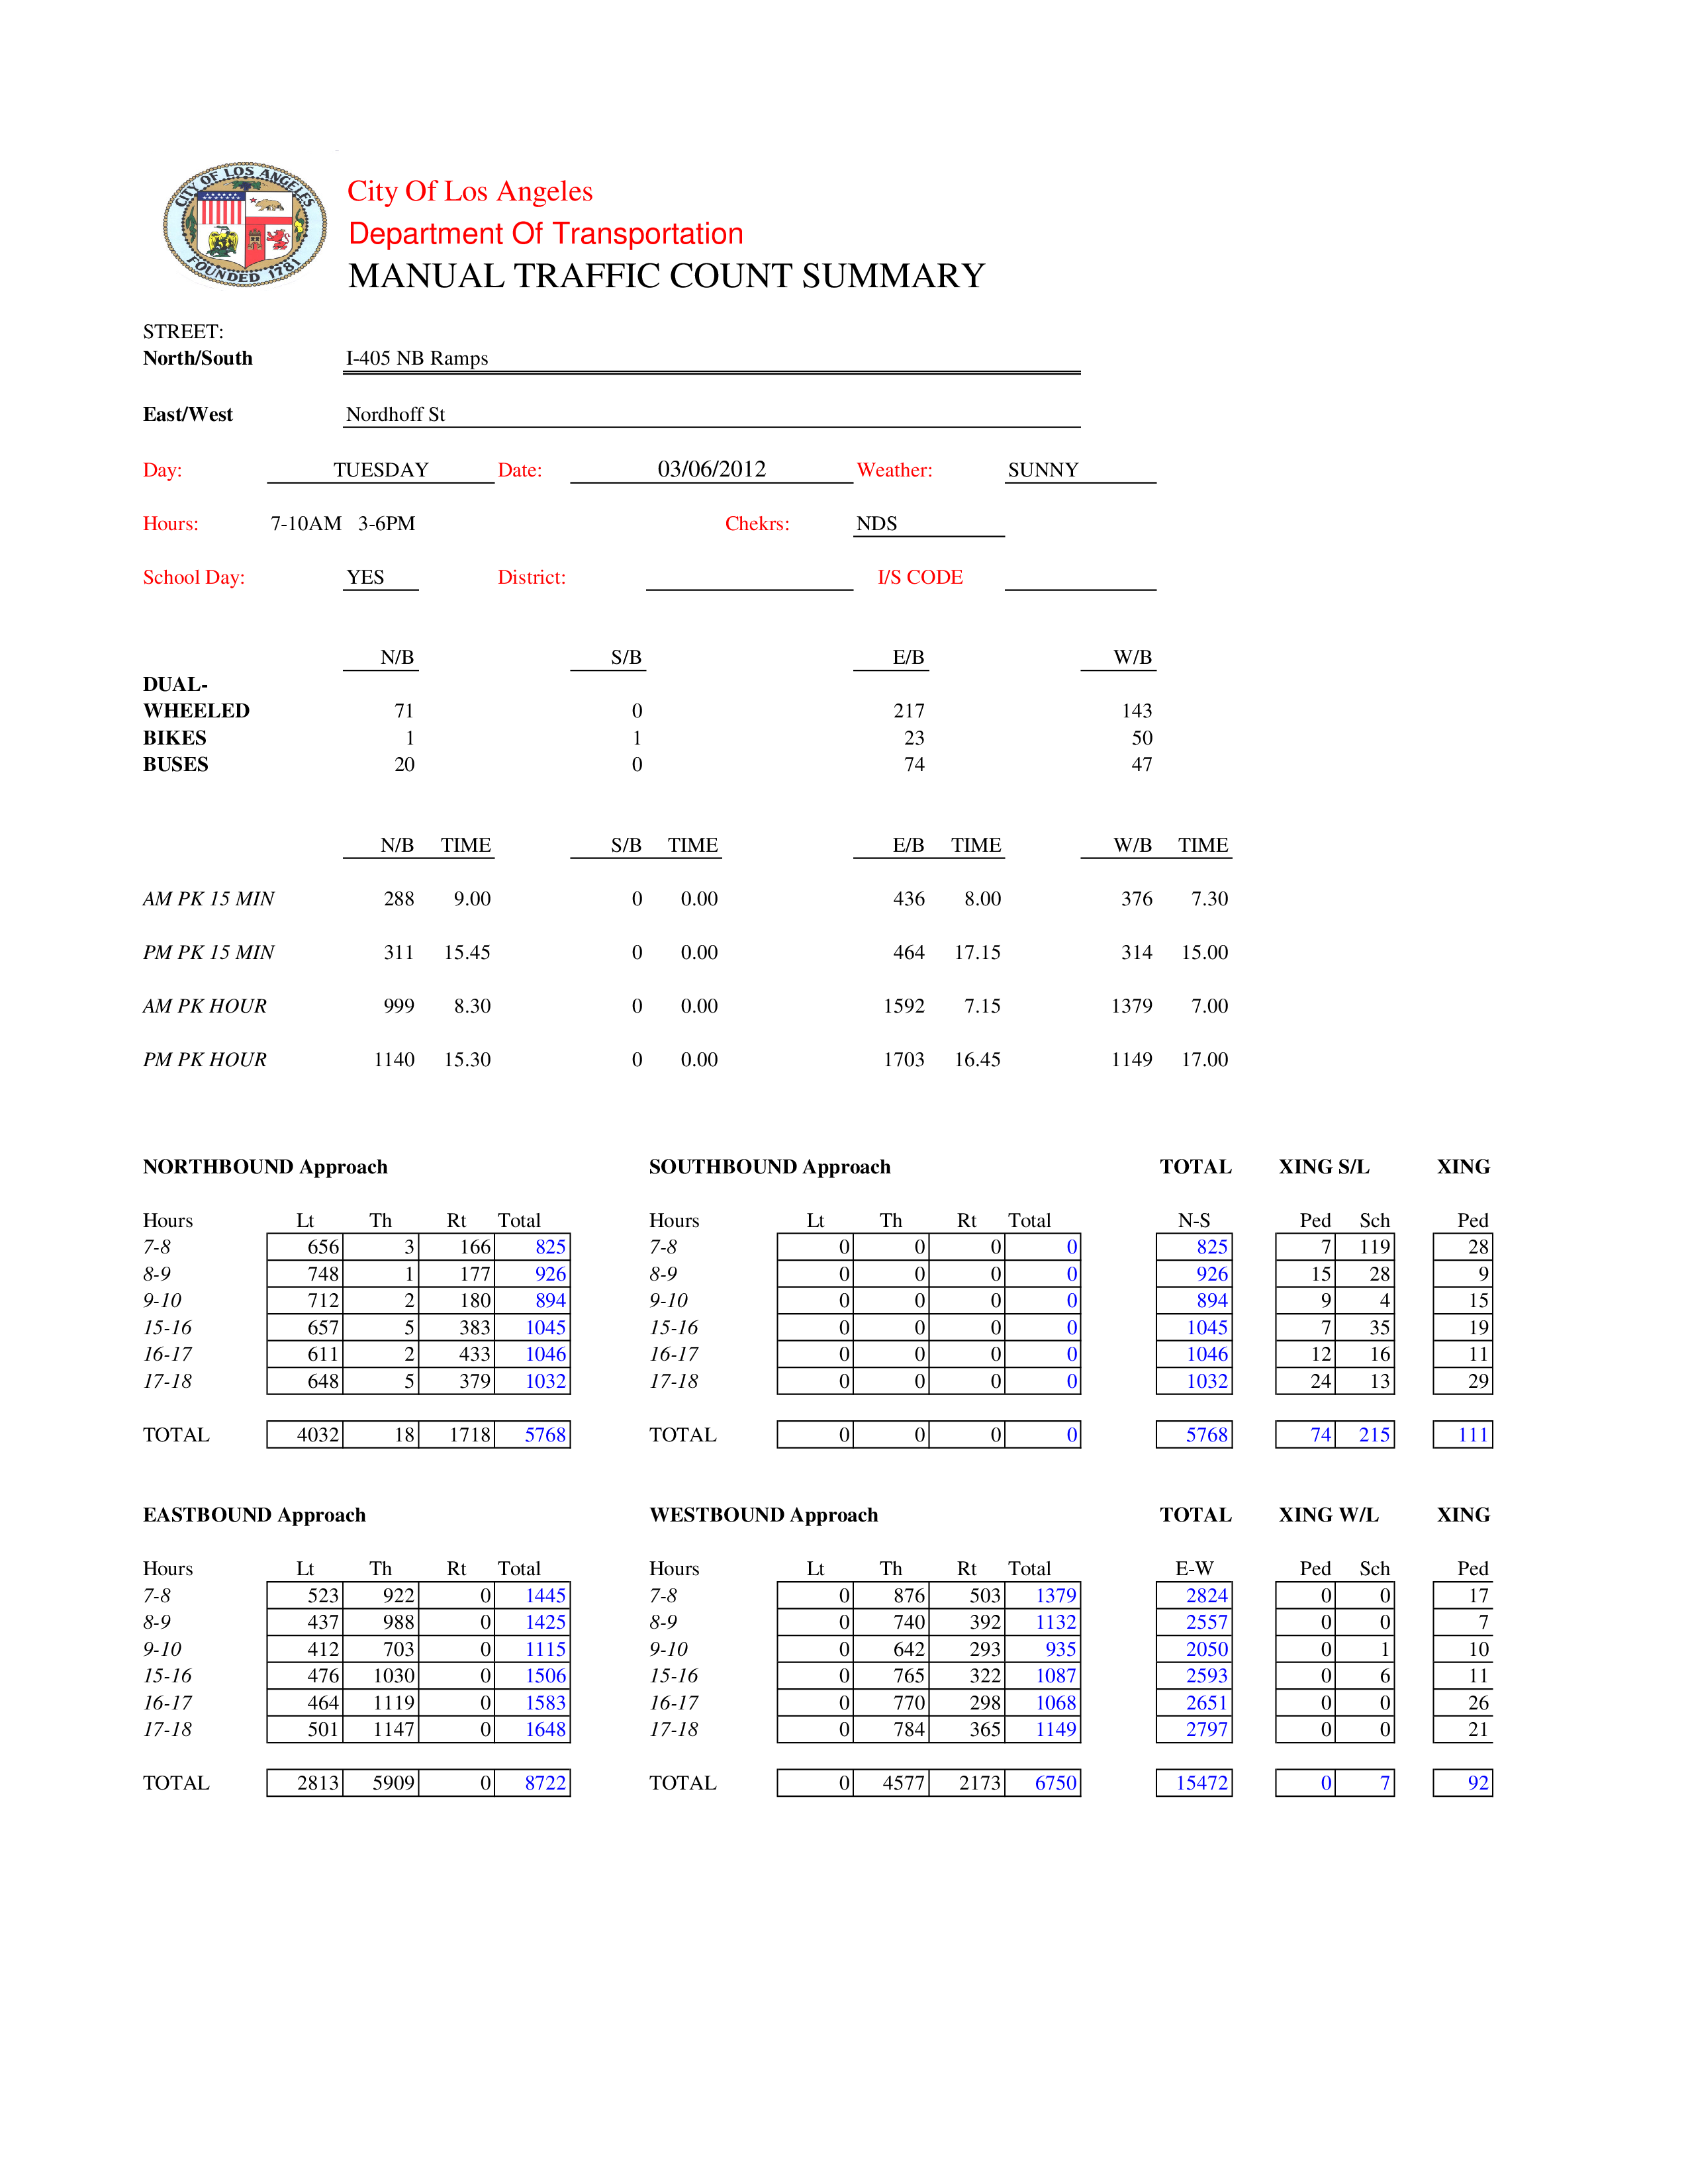 CITY OF LOS ANGELES
FOUNDED 1781
City Of Los Angeles
Department Of Transportation
MANUAL TRAFFIC COUNT SUMMARY
STREET:
North/South I-405 NB Ramps
East/West Nordhoff St
Day: TUESDAY Date: 03/06/2012 Weather: SUNNY
Hours: 7-10AM 3-6PM Chekrs: NDS
School Day: YES District: I/S CODE
N/B S/B E/B W/B
DUAL-
WHEELED 71 0 217 143
BIKES 1 1 23 50
BUSES 20 0 74 47
N/B TIME S/B TIME E/B TIME W/B TIME
AM PK 15 MIN 288 9.00 0 0.00 436 8.00 376 7.30
PM PK 15 MIN 311 15.45 0 0.00 464 17.15 314 15.00
AM PK HOUR 999 8.30 0 0.00 1592 7.15 1379 7.00
PM PK HOUR 1140 15.30 0 0.00 1703 16.45 1149 17.00
NORTHBOUND Approach SOUTHBOUND Approach TOTAL XING S/L XING
Hours Lt Th Rt Total Hours Lt Th Rt Total N-S Ped Sch Ped
7-8 656 3 166 825 7-8 0 0 0 0 825 7 119 28
8-9 748 1 177 926 8-9 0 0 0 0 926 15 28 9
9-10 712 2 180 894 9-10 0 0 0 0 894 9 4 15
15-16 657 5 383 1045 15-16 0 0 0 0 1045 7 35 19
16-17 611 2 433 1046 16-17 0 0 0 0 1046 12 16 11
17-18 648 5 379 1032 17-18 0 0 0 0 1032 24 13 29
TOTAL 4032 18 1718 5768 TOTAL 0 0 0 0 5768 74 215 111
EASTBOUND Approach WESTBOUND Approach TOTAL XING W/L XING
Hours Lt Th Rt Total Hours Lt Th Rt Total E-W Ped Sch Ped
7-8 523 922 0 1445 7-8 0 876 503 1379 2824 0 0 17
8-9 437 988 0 1425 8-9 0 740 392 1132 2557 0 0 7
9-10 412 703 0 1115 9-10 0 642 293 935 2050 0 1 10
15-16 476 1030 0 1506 15-16 0 765 322 1087 2593 0 6 11
16-17 464 1119 0 1583 16-17 0 770 298 1068 2651 0 0 26
17-18 501 1147 0 1648 17-18 0 784 365 1149 2797 0 0 21
TOTAL 2813 5909 0 8722 TOTAL 0 4577 2173 6750 15472 0 7 92